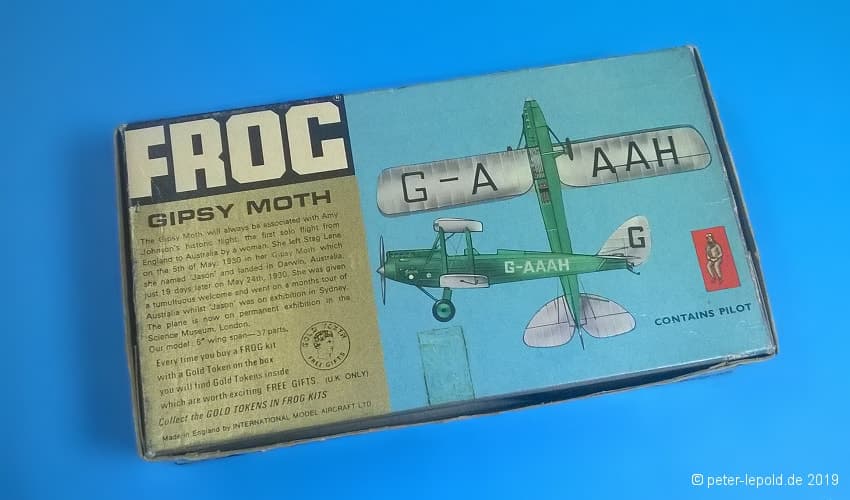 FROG
GIPSY MOTH
The Gipsy Moth will always be associated with Amy
Johnson's historic flight, the first solo flight from
England to Australia by a woman. She left Stag Lane
on the 5th of May, 1930 in her Gipsy Moth which
she named 'Jason' and landed in Darwin, Australia,
just 19 days later on May 24th, 1930. She was given
a tumultuous welcome and went on a months tour of
Australia whilst 'Jason' was on exhibition in Sydney.
The plane is now on permanent exhibition in the
Science Museum, London.
Our model: 5" wing span—37 parts.
Every time you buy a FROG kit
with a Gold Token on the box
you will find Gold Tokens inside
which are worth exciting FREE GIFTS. (U.K. ONLY)
Collect the GOLD TOKENS IN FROG KITS
Made in England by INTERNATIONAL MODEL AIRCRAFT LTD
GOLD TOKEN
FREE GIFTS
G-A AAH
G
G-AAAH
CONTAINS PILOT
© peter-lepold.de 2019